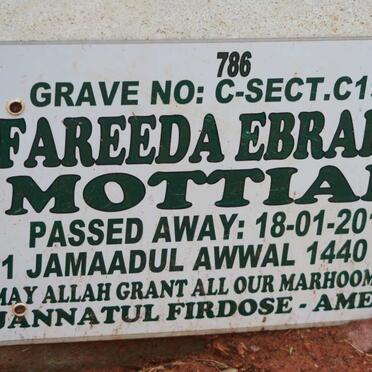 786
GRAVE NO: C-SECT.C1
FAREEDA
MOTTIA
PASSED AWAY: 18-01-20
1 JAMAADUL AWWAL 1440
MAY ALLAH GRANT ALL OUR MARHOOM
JANNATUL FIRDOSE - AME